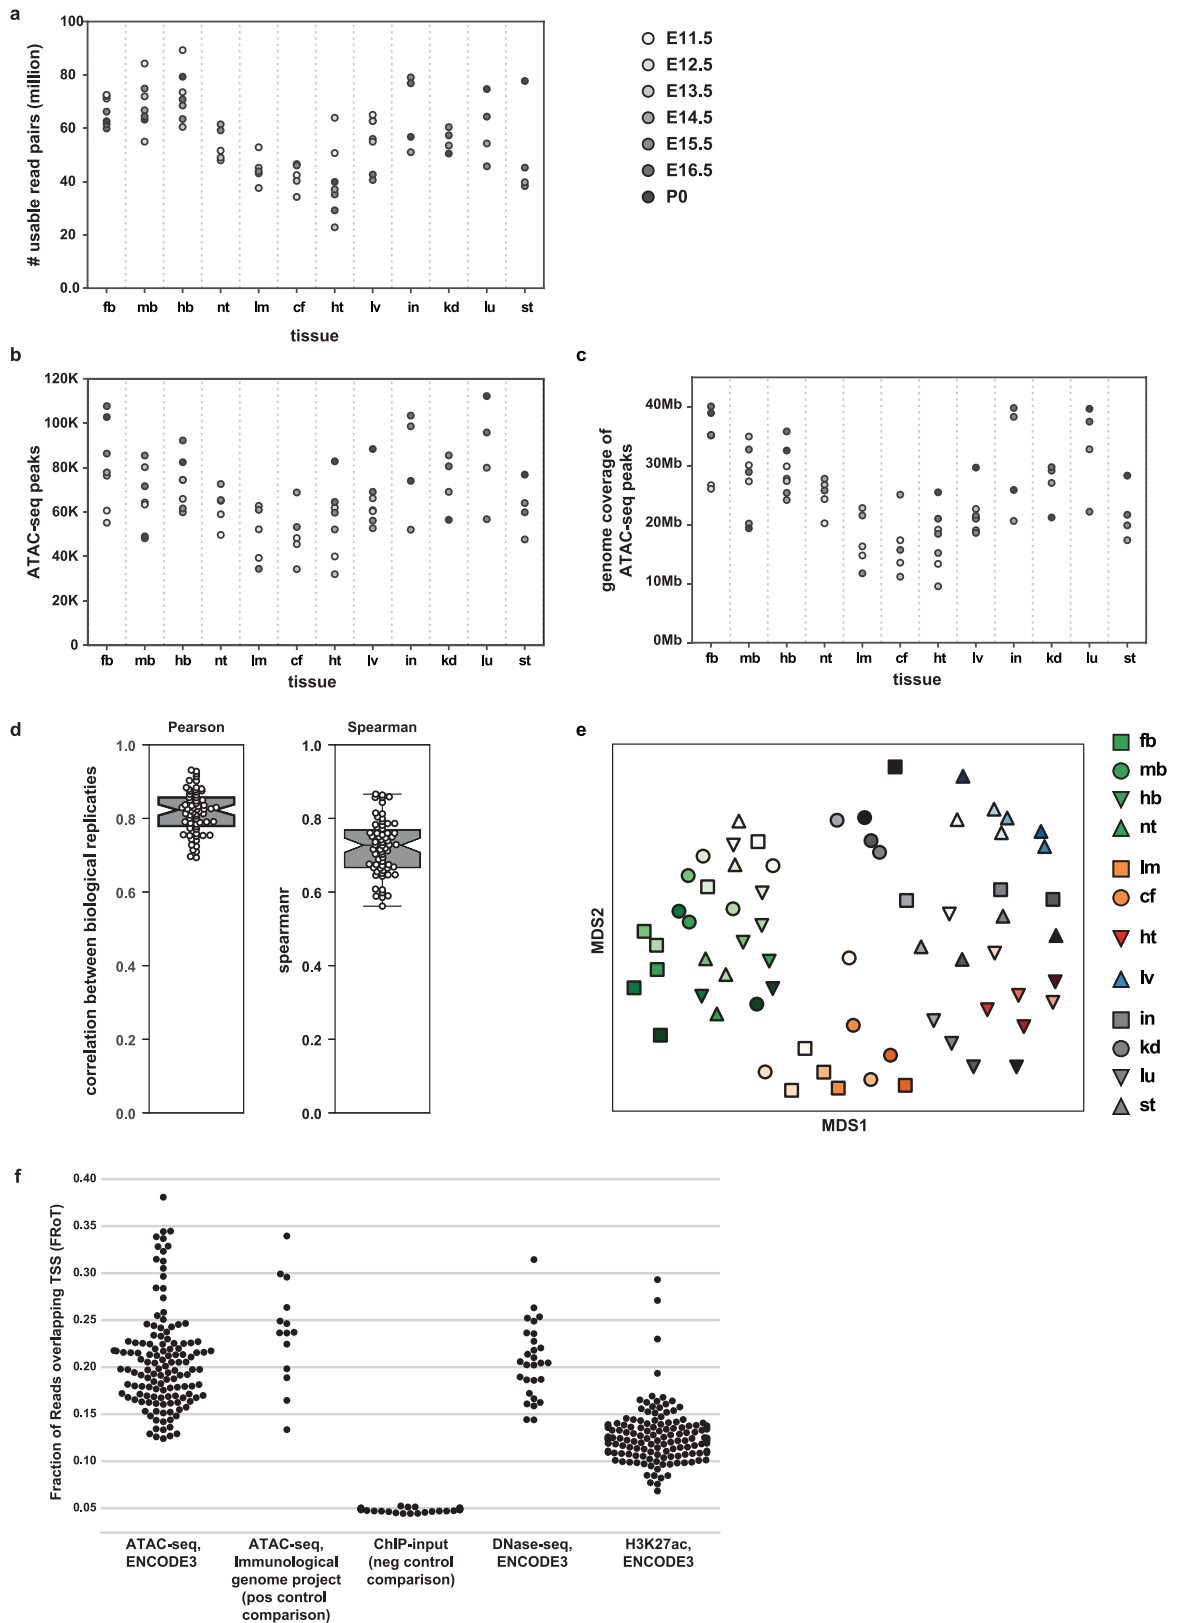 a
100
80
60
40
20
0.0
# usable read pairs (million)
fb mb hb nt lm cf ht lv in kd lu st
tissue
E11.5
E12.5
E13.5
E14.5
E15.5
E16.5
P0
b
120K
100K
80K
60K
40K
20K
0
ATAC-seq peaks
fb mb hb nt lm cf ht lv in kd lu st
tissue
c
40Mb
30Mb
20Mb
10Mb
0Mb
genome coverage of
ATAC-seq peaks
fb mb hb nt lm cf ht lv in kd lu st
tissue
d
Pearson
1.0
0.8
0.6
0.4
0.2
0.0
correlation between biological replicaties
Spearman
1.0
0.8
0.6
0.4
0.2
0.0
spearmanr
e
MDS2
MDS1
fb
mb
hb
nt
lm
cf
ht
lv
in
kd
lu
st
f
0.40
0.35
0.30
0.25
0.20
0.15
0.10
0.05
Fraction of Reads overlapping TSS (FRoT)
ATAC-seq,
ENCODE3
ATAC-seq,
Immunological
genome project
(pos control
comparison)
ChIP-input
(neg control
comparison)
DNase-seq,
ENCODE3
H3K27ac,
ENCODE3